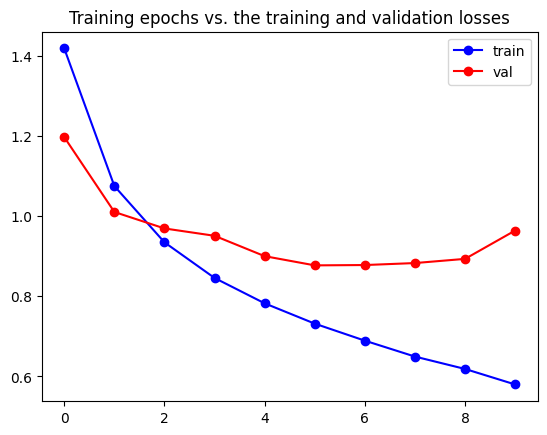 Training epochs vs. the training and validation losses
train
val
1.4
1.2
1.0
0.8
0.6
0 2 4 6 8